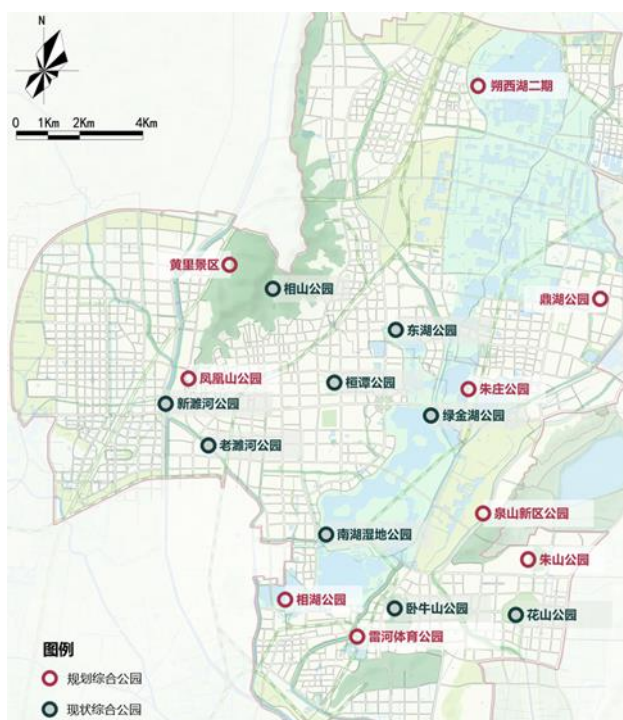 N
0 1Km 2Km 4Km
朔西湖二期
黄里景区
相山公园
鼎湖公园
东湖公园
凤凰山公园
桓谭公园
朱庄公园
新濉河公园
绿金湖公园
老濉河公园
泉山新区公园
南湖湿地公园
朱山公园
相湖公园
卧牛山公园
花山公园
雷河体育公园
图例
规划综合公园
现状综合公园